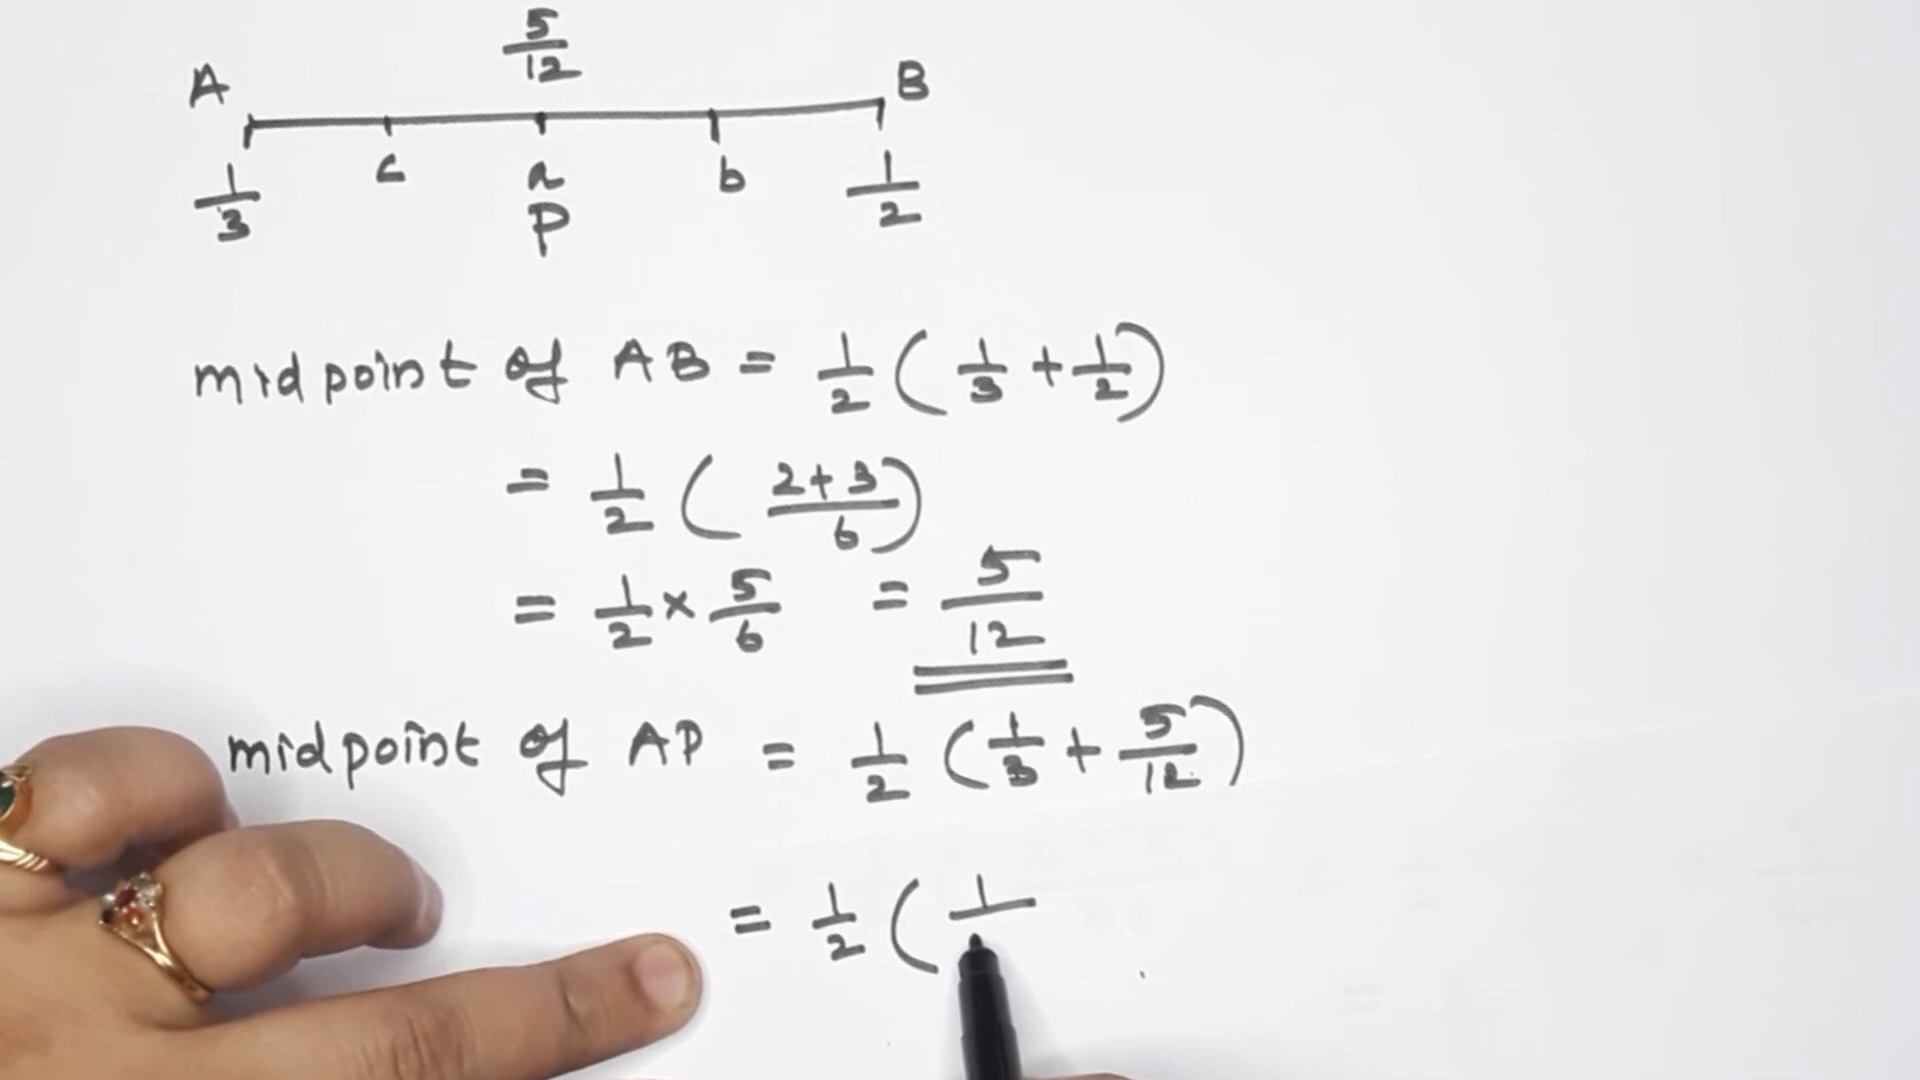 5/12
A B
c a b
1/3 P 1/2
midpoint of AB = 1/2 ( 1/3 + 1/2 )
= 1/2 ( 2+3/6 )
= 1/2 × 5/6 = 5/12
midpoint of AP = 1/2 ( 1/3 + 5/12 )
= 1/2 ( 1/